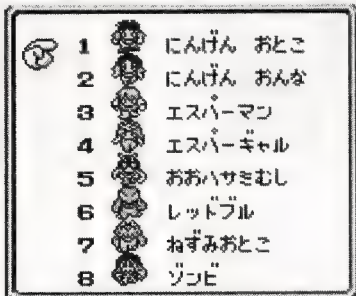 1 にんげん おとこ
2 にんげん おんな
3 エスパーマン
4 エスパーギャル
5 おおハサミむし
6 レッドブル
7 ねずみおとこ
8 ゾンビ